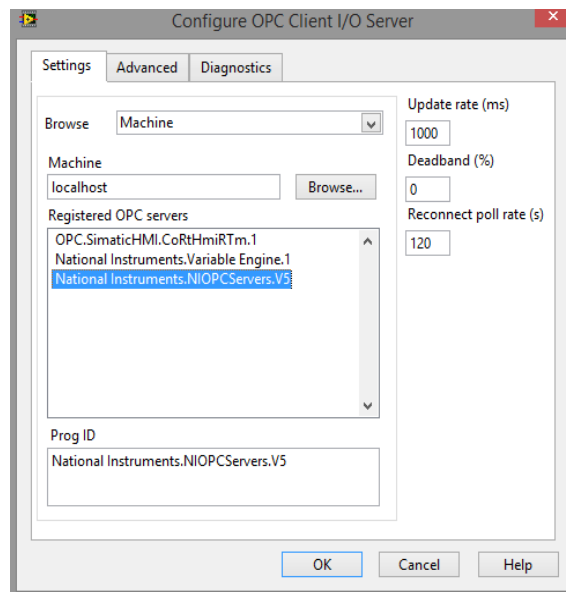 Configure OPC Client I/O Server
Settings
Advanced
Diagnostics
Browse
Machine
Machine
localhost
Browse...
Registered OPC servers
OPC.SimaticHMI.CoRtHmiRTm.1
National Instruments.Variable Engine.1
National Instruments.NIOPCServers.V5
Prog ID
National Instruments.NIOPCServers.V5
Update rate (ms)
1000
Deadband (%)
0
Reconnect poll rate (s)
120
OK
Cancel
Help